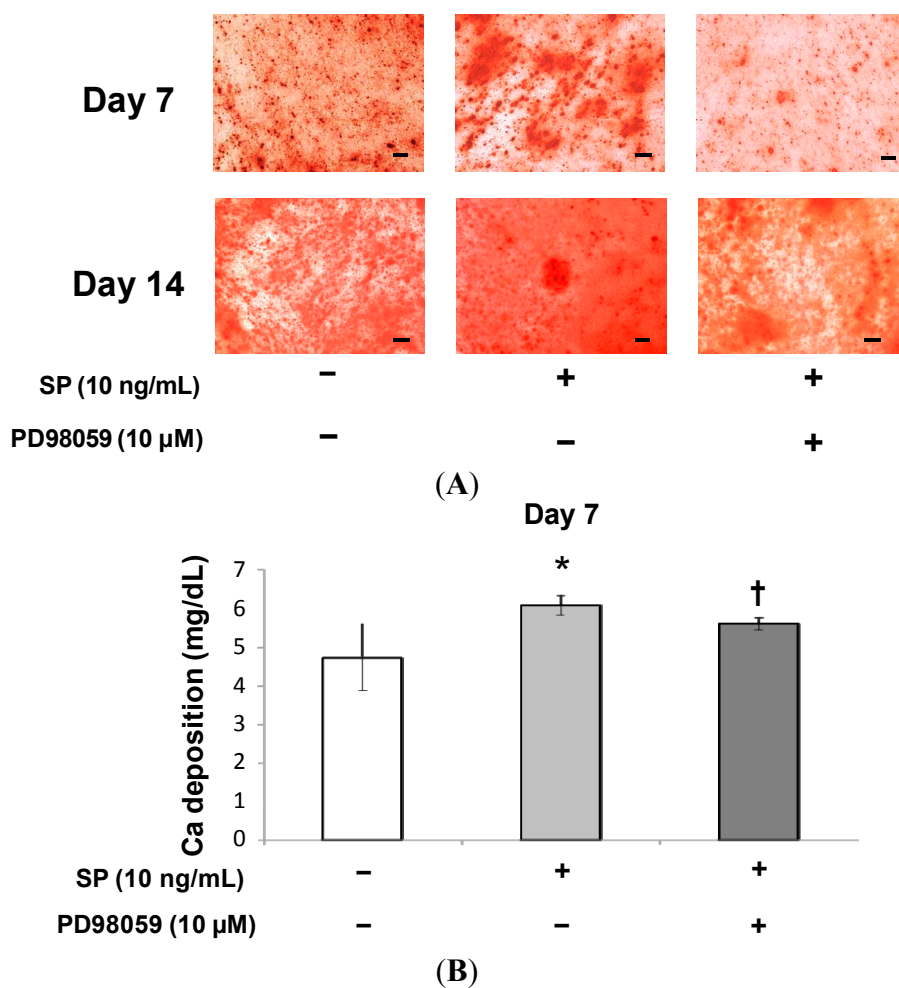 Day 7
Day 14
SP (10 ng/mL) − + +
PD98059 (10 µM) − − +
(A)
Day 7
Ca deposition (mg/dL)
7
6
5
4
3
2
1
0
*
†
SP (10 ng/mL) − + +
PD98059 (10 µM) − − +
(B)